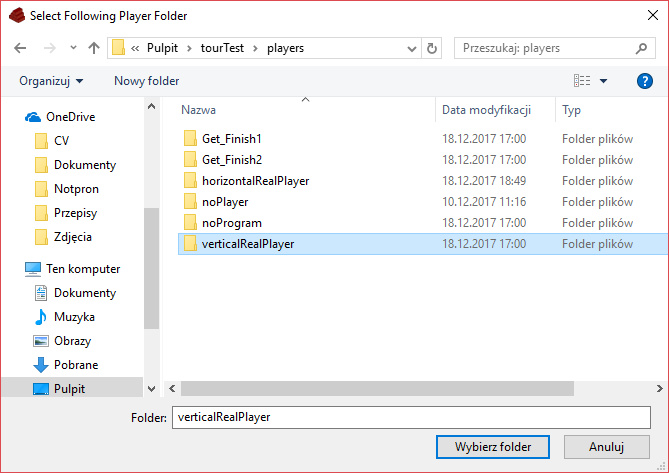 Select Following Player Folder
« Pulpit › tourTest › players
Przeszukaj: players
Organizuj
Nowy folder
?
OneDrive
CV
Dokumenty
Notpron
Przepisy
Zdjęcia
Ten komputer
Dokumenty
Muzyka
Obrazy
Pobrane
Pulpit
Nazwa Data modyfikacji Typ
Get_Finish1 18.12.2017 17:00 Folder plików
Get_Finish2 18.12.2017 17:00 Folder plików
horizontalRealPlayer 18.12.2017 18:49 Folder plików
noPlayer 10.12.2017 11:16 Folder plików
noProgram 18.12.2017 17:00 Folder plików
verticalRealPlayer 18.12.2017 17:00 Folder plików
Folder: verticalRealPlayer
Wybierz folder Anuluj